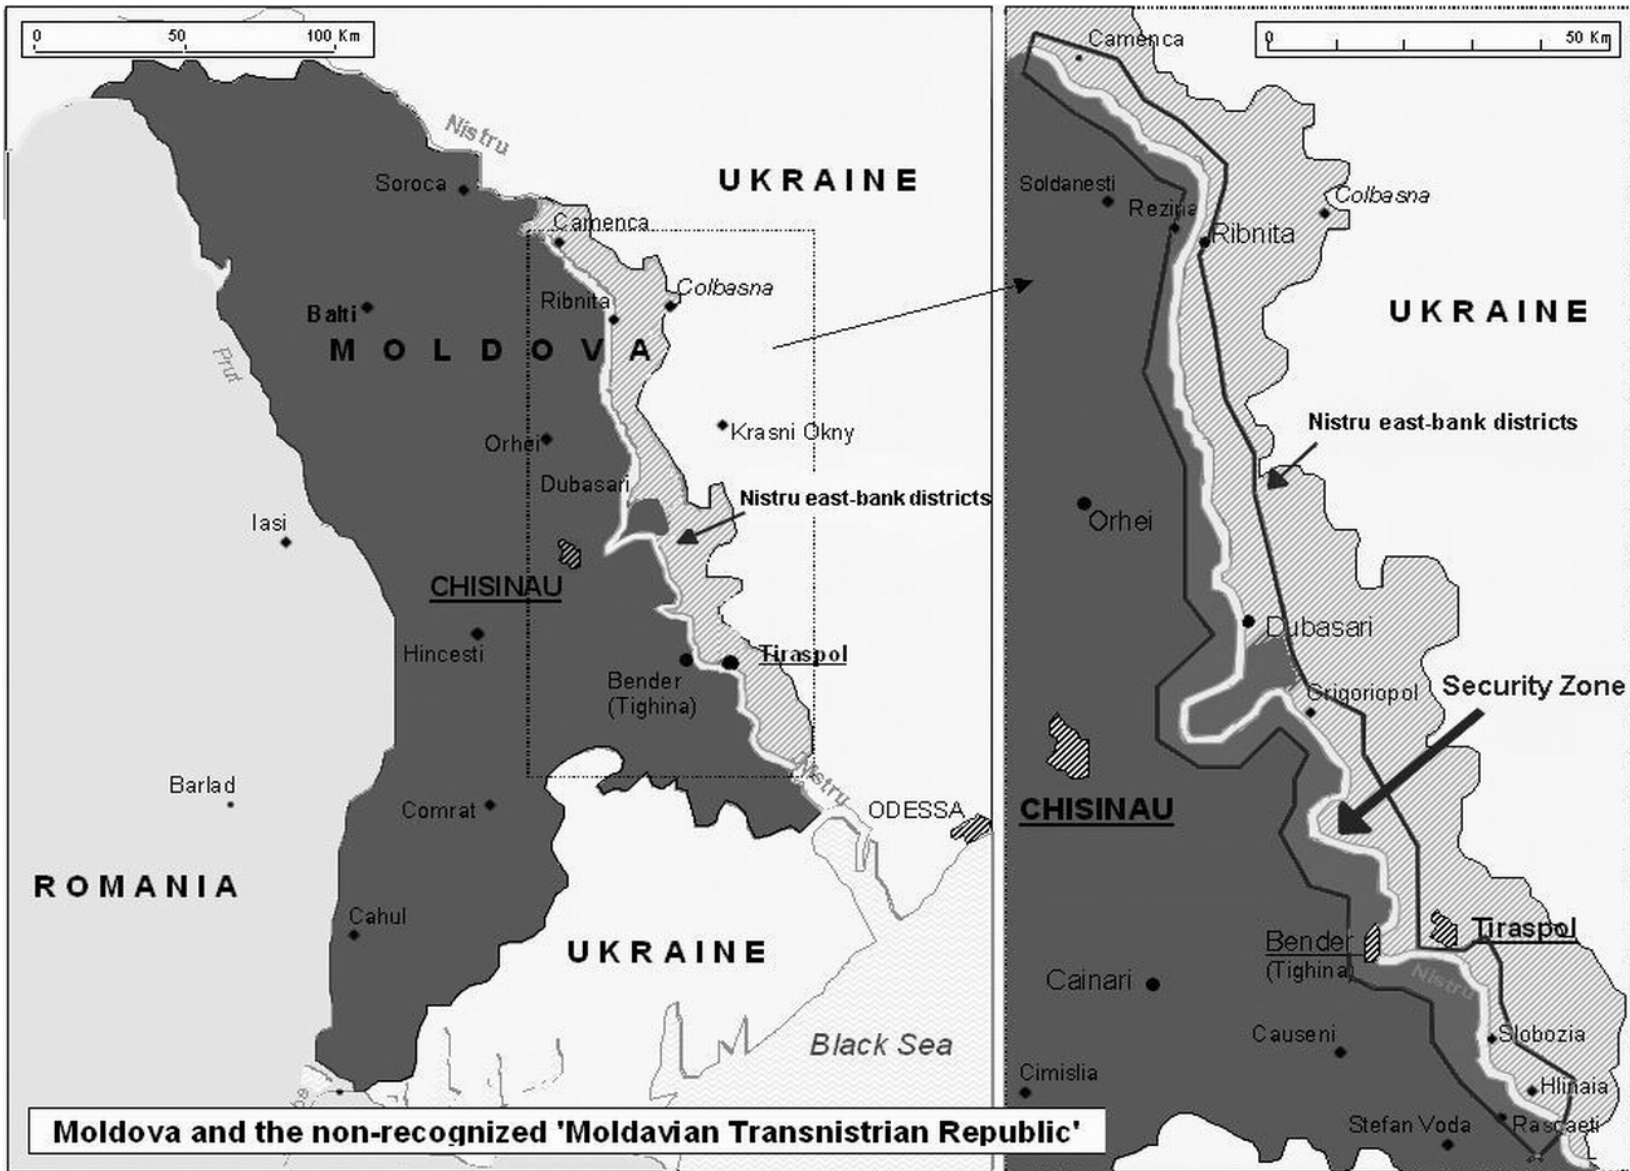 0 50 100 Km
Nistru
UKRAINE
Soroca
Camenca
Colbasna
Ribnita
Balti
MOLDOVA
Prut
Krasni Okny
Orhei
Dubasari
Nistru east-bank districts
Iasi
CHISINAU
Hincesti
Tiraspol
Bender
(Tighina)
Nistru
Barlad
Comrat
ODESSA
ROMANIA
Cahul
UKRAINE
Black Sea
Moldova and the non-recognized 'Moldavian Transnistrian Republic'
0 50 Km
Camenca
Soldanesti
Colbasna
Rezina
Ribnita
UKRAINE
Nistru east-bank districts
Orhei
Dubasari
Security Zone
Grigoriopol
CHISINAU
Tiraspol
Bender
(Tighina)
Cainari
Nistru
Causeni
Slobozia
Cimislia
Hlinaia
Stefan Voda
Rascaeti